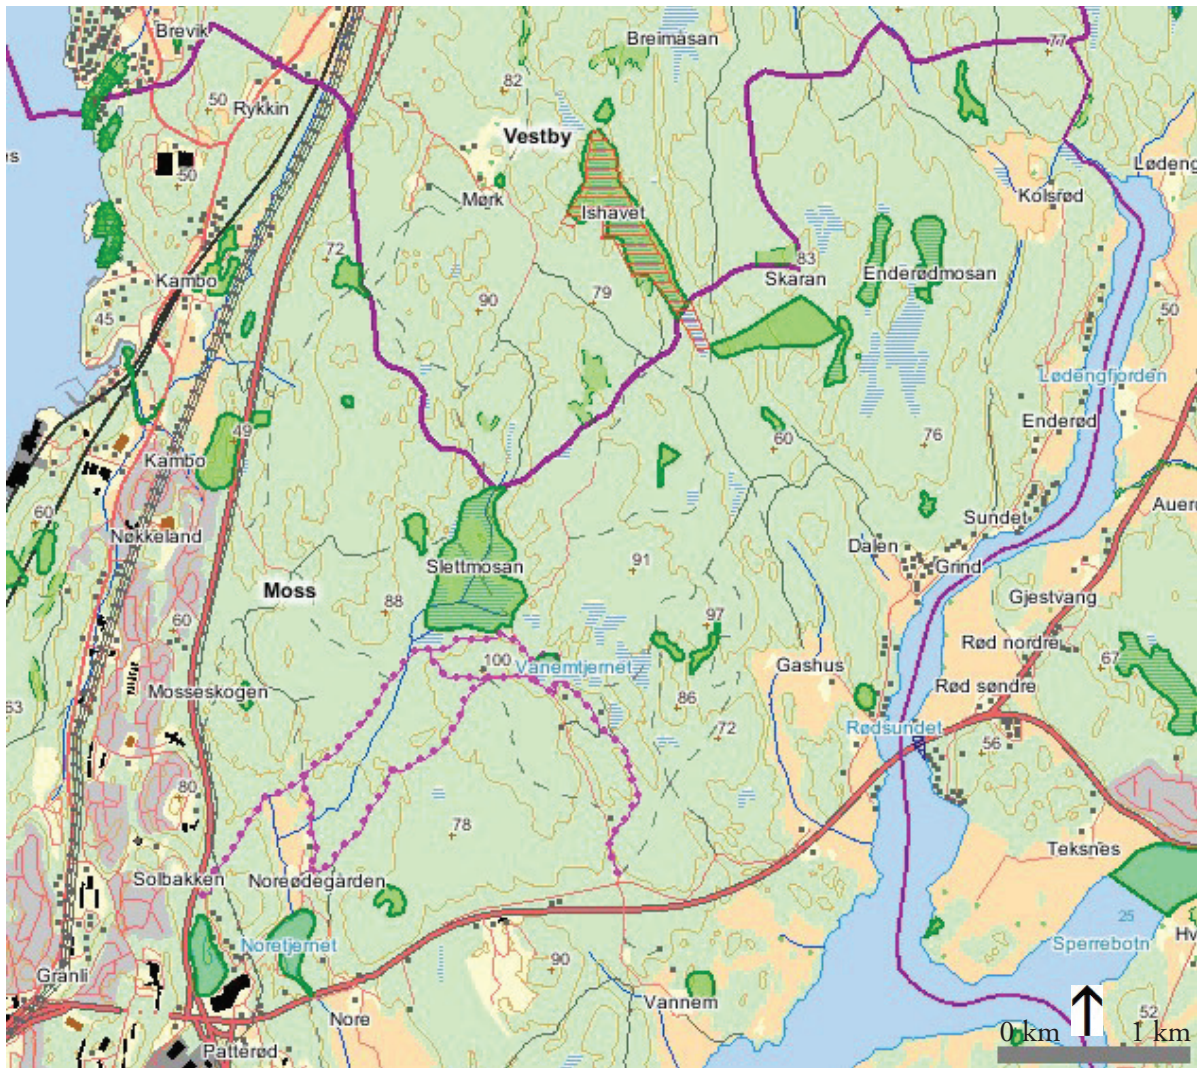 Brevik
Breimåsan
77
82
50
Rykkin
Vestby
Lødeng
s
50
Mørk
Kolsrød
Ishavet
72
83
Skaran
Enderødmosan
Kambo
90
79
50
45
Lødengfjorden
49
Enderød
60
76
Kambo
Auerø
60
Sundet
Nøkkeland
Dalen
Slettmosan
91
Grind
Moss
Gjestvang
88
60
97
Rød nordre
100
Vanemtjernet
Gashus
67
Mosseskogen
Rød søndre
63
86
72
Rødsundet
56
80
78
Teksnes
Solbakken
Noreødegården
25
Noretjernet
Sperrebotn
Hv
90
Granli
Vannem
Nore
52
0 km
1 km
Patterød